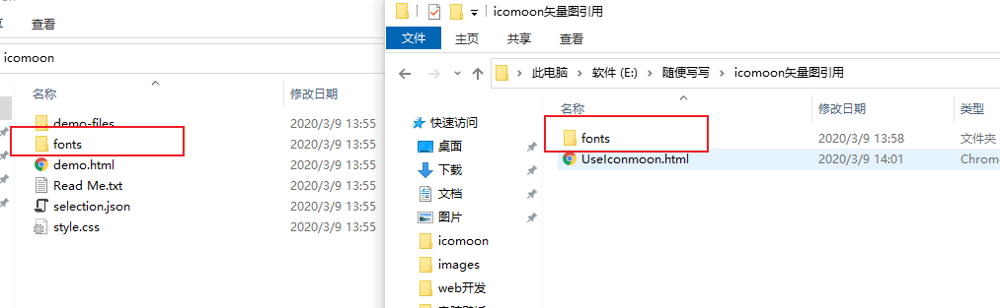 查看
icomoon
名称
修改日期
demo-files
2020/3/9 13:55
fonts
2020/3/9 13:55
demo.html
2020/3/9 13:55
Read Me.txt
2020/3/9 13:55
selection.json
2020/3/9 13:55
style.css
2020/3/9 13:55
icomoon矢量图引用
文件
主页
共享
查看
此电脑
软件 (E:)
随便写写
icomoon矢量图引用
快速访问
桌面
下载
文档
图片
icomoon
images
web开发
名称
修改日期
类型
fonts
2020/3/9 13:58
文件夹
UseIconmoon.html
2020/3/9 14:01
Chrom